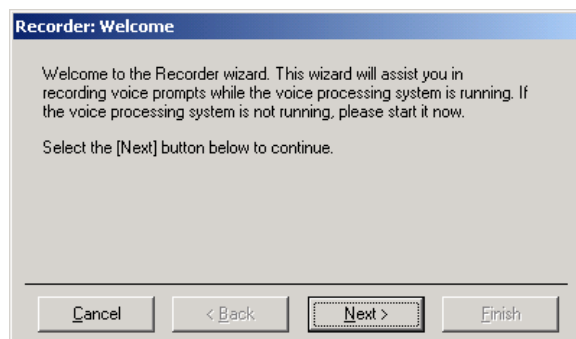 Recorder: Welcome
Welcome to the Recorder wizard. This wizard will assist you in
recording voice prompts while the voice processing system is running. If
the voice processing system is not running, please start it now.
Select the [Next] button below to continue.
Cancel < Back Next > Finish